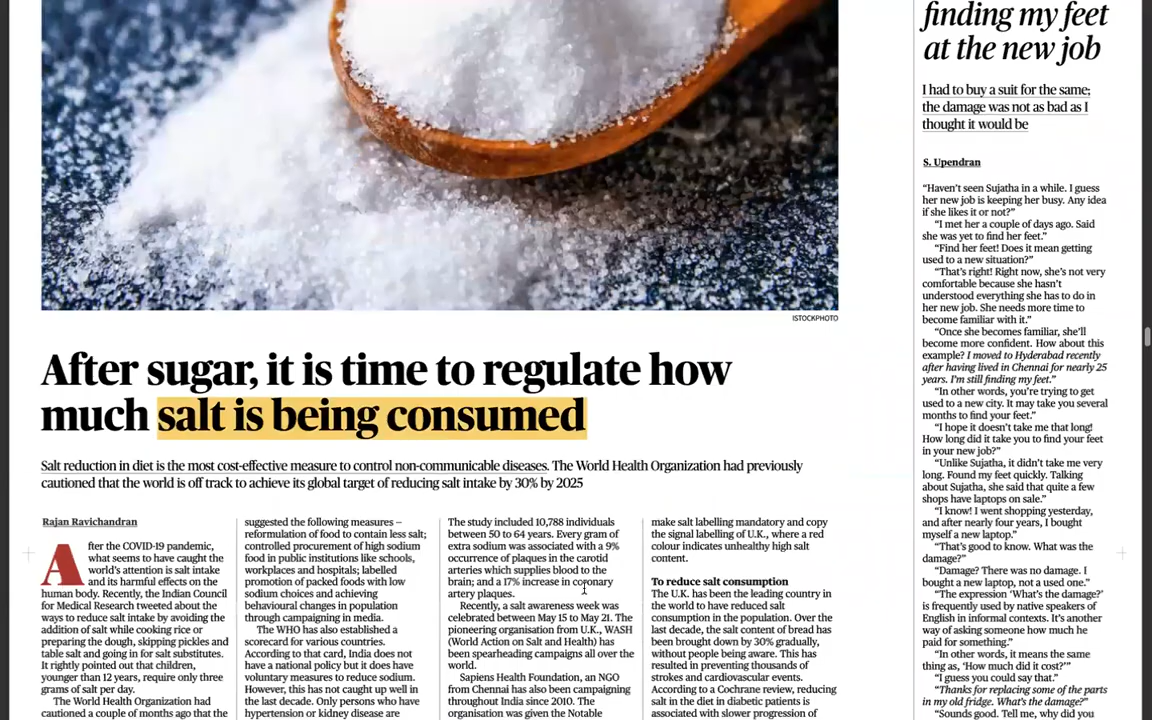 ISTOCKPHOTO
After sugar, it is time to regulate how
much salt is being consumed
Salt reduction in diet is the most cost-effective measure to control non-communicable diseases. The World Health Organization had previously
cautioned that the world is off track to achieve its global target of reducing salt intake by 30% by 2025
Rajan Ravichandran
After the COVID-19 pandemic,
what seems to have caught the
world's attention is salt intake
and its harmful effects on the
human body. Recently, the Indian Council
for Medical Research tweeted about the
ways to reduce salt intake by avoiding the
addition of salt while cooking rice or
preparing the dough, skipping pickles and
table salt and going in for salt substitutes.
It rightly pointed out that children,
younger than 12 years, require only three
grams of salt per day.
The World Health Organization had
cautioned a couple of months ago that the
suggested the following measures –
reformulation of food to contain less salt;
controlled procurement of high sodium
food in public institutions like schools,
workplaces and hospitals; labelled
promotion of packed foods with low
sodium choices and achieving
behavioural changes in population
through campaigning in media.
The WHO has also established a
scorecard for various countries.
According to that card, India does not
have a national policy but it does have
voluntary measures to reduce sodium.
However, this has not caught up well in
the last decade. Only persons who have
hypertension or kidney disease are
The study included 10,788 individuals
between 50 to 64 years. Every gram of
extra sodium was associated with a 9%
occurrence of plaques in the carotid
arteries which supplies blood to the
brain; and a 17% increase in coronary
artery plaques.
Recently, a salt awareness week was
celebrated between May 15 to May 21. The
pioneering organisation from U.K., WASH
(World Action on Salt and Health) has
been spearheading campaigns all over the
world.
Sapiens Health Foundation, an NGO
from Chennai has also been campaigning
throughout India since 2010. The
organisation was given the Notable
make salt labelling mandatory and copy
the signal labelling of U.K., where a red
colour indicates unhealthy high salt
content.
To reduce salt consumption
The U.K. has been the leading country in
the world to have reduced salt
consumption in the population. Over the
last decade, the salt content of bread has
been brought down by 30% gradually,
without people being aware. This has
resulted in preventing thousands of
strokes and cardiovascular events.
According to a Cochrane review, reducing
salt in the diet in diabetic patients is
associated with slower progression of
finding my feet
at the new job
I had to buy a suit for the same;
the damage was not as bad as I
thought it would be
S. Upendran
“Haven't seen Sujatha in a while. I guess
her new job is keeping her busy. Any idea
if she likes it or not?”
“I met her a couple of days ago. Said
she was yet to find her feet.”
“Find her feet! Does it mean getting
used to a new situation?”
“That's right! Right now, she's not very
comfortable because she hasn't
understood everything she has to do in
her new job. She needs more time to
become familiar with it.”
“Once she becomes familiar, she'll
become more confident. How about this
example? I moved to Hyderabad recently
after having lived in Chennai for nearly 25
years. I'm still finding my feet.”
“In other words, you're trying to get
used to a new city. It may take you several
months to find your feet.”
“I hope it doesn't take me that long!
How long did it take you to find your feet
in your new job?”
“Unlike Sujatha, it didn't take me very
long. Found my feet quickly. Talking
about Sujatha, she said that quite a few
shops have laptops on sale.”
“I know! I went shopping yesterday,
and after nearly four years, I bought
myself a new laptop.”
“That's good to know. What was the
damage?”
“Damage? There was no damage. I
bought a new laptop, not a used one.”
“The expression ‘What's the damage?’
is frequently used by native speakers of
English in informal contexts. It's another
way of asking someone how much he
paid for something.”
“In other words, it means the same
thing as, ‘How much did it cost?’”
“I guess you could say that.”
“Thanks for replacing some of the parts
in my old fridge. What's the damage?”
“Sounds good. Tell me, why did you